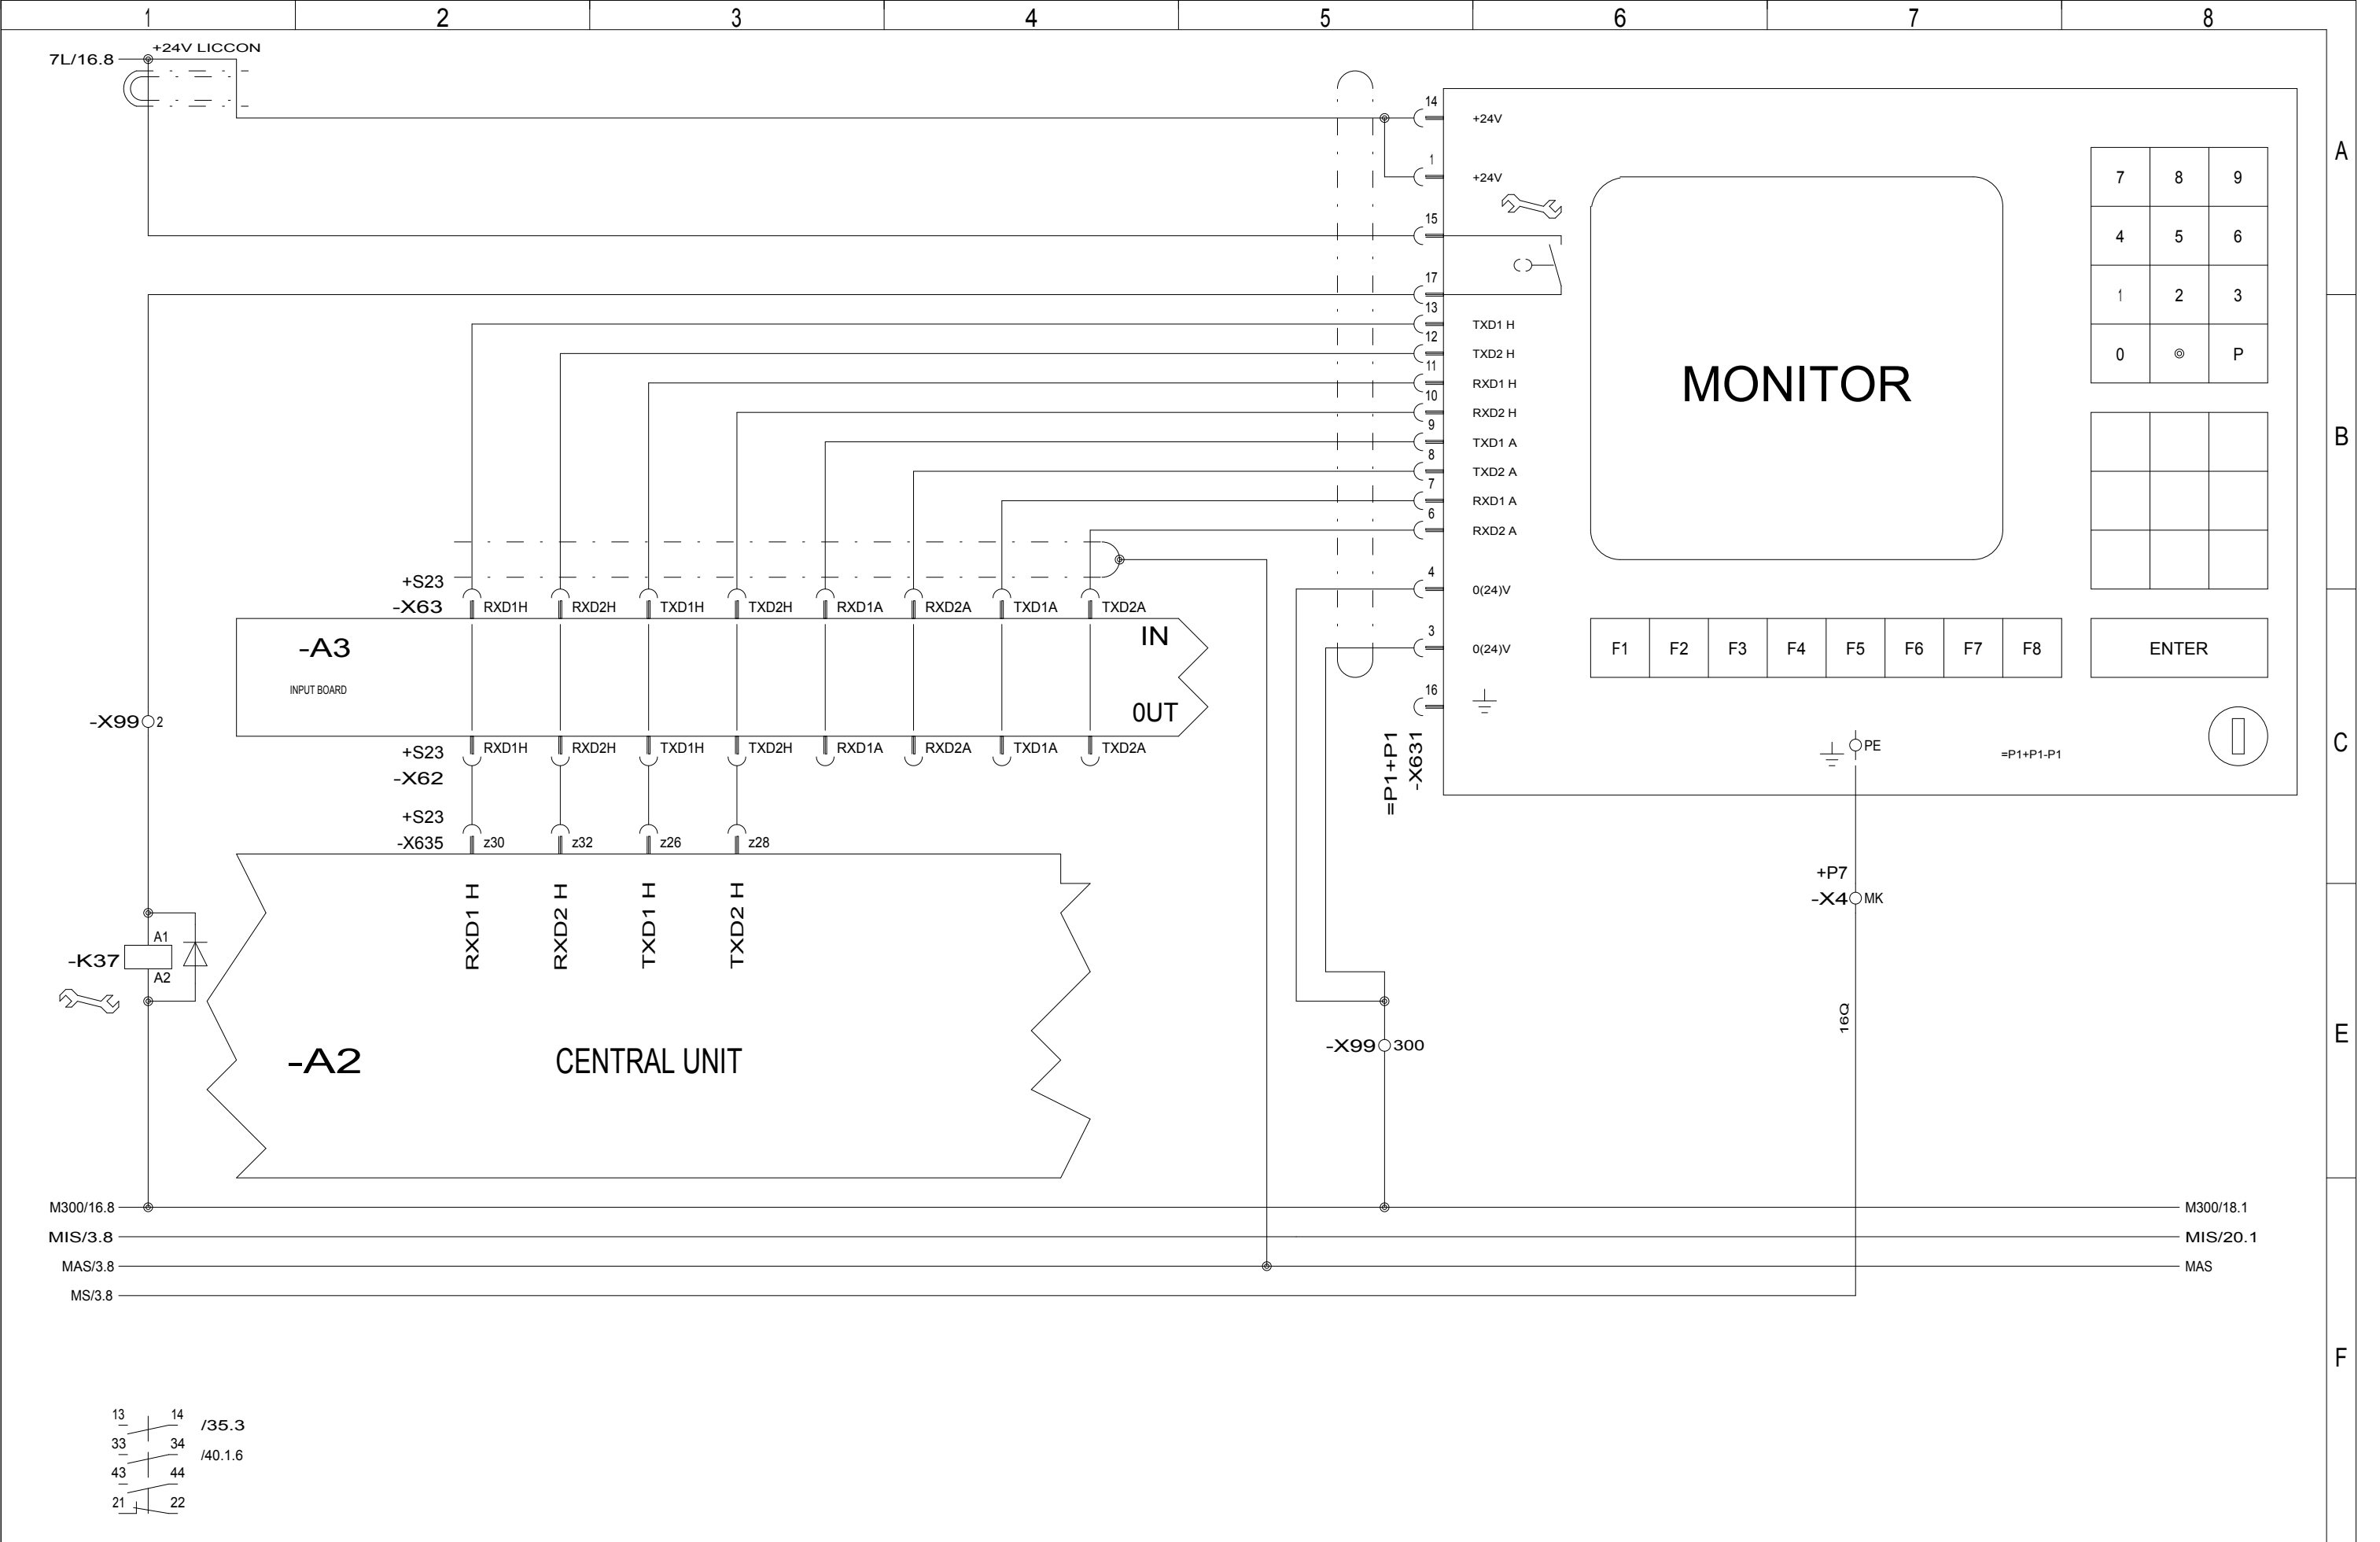 1 2 3 4 5 6 7 8
7L/16.8
+24V LICCON
A
B
C
E
F
14
+24V
1
+24V
15
17
13
TXD1 H
12
TXD2 H
11
RXD1 H
10
RXD2 H
9
TXD1 A
8
TXD2 A
7
RXD1 A
6
RXD2 A
4
0(24)V
3
0(24)V
16
=P1+P1
-X631
MONITOR
7 8 9
4 5 6
1 2 3
0 P
F1 F2 F3 F4 F5 F6 F7 F8
ENTER
PE
=P1+P1-P1
+S23
-X63
RXD1H RXD2H TXD1H TXD2H RXD1A RXD2A TXD1A TXD2A
-A3
INPUT BOARD
IN
0UT
+S23
-X62
RXD1H RXD2H TXD1H TXD2H RXD1A RXD2A TXD1A TXD2A
+S23
-X635
z30 z32 z26 z28
RXD1 H
RXD2 H
TXD1 H
TXD2 H
-A2
CENTRAL UNIT
-X99 2
-K37
A1
A2
+P7
-X4 MK
16Q
-X99 300
M300/16.8
M300/18.1
MIS/3.8
MIS/20.1
MAS/3.8
MAS
MS/3.8
13 14 /35.3
33 34 /40.1.6
43 44
21 22